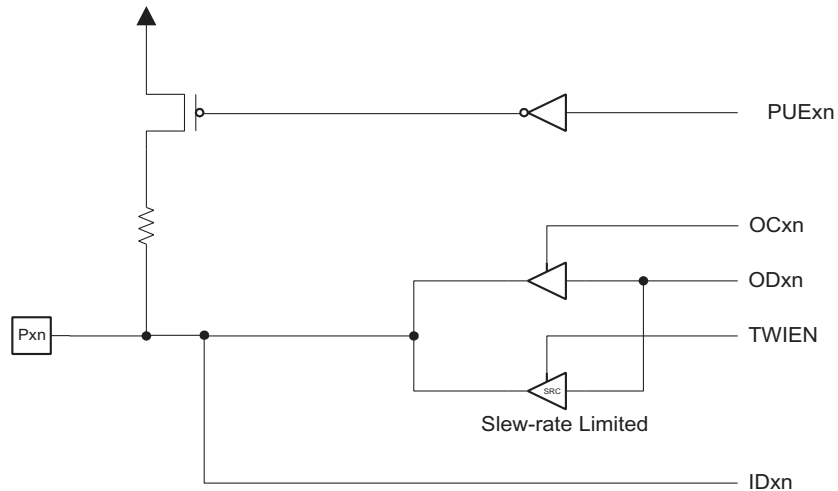 PUExn
OCxn
ODxn
Pxn
TWIEN
SRC
Slew-rate Limited
IDxn